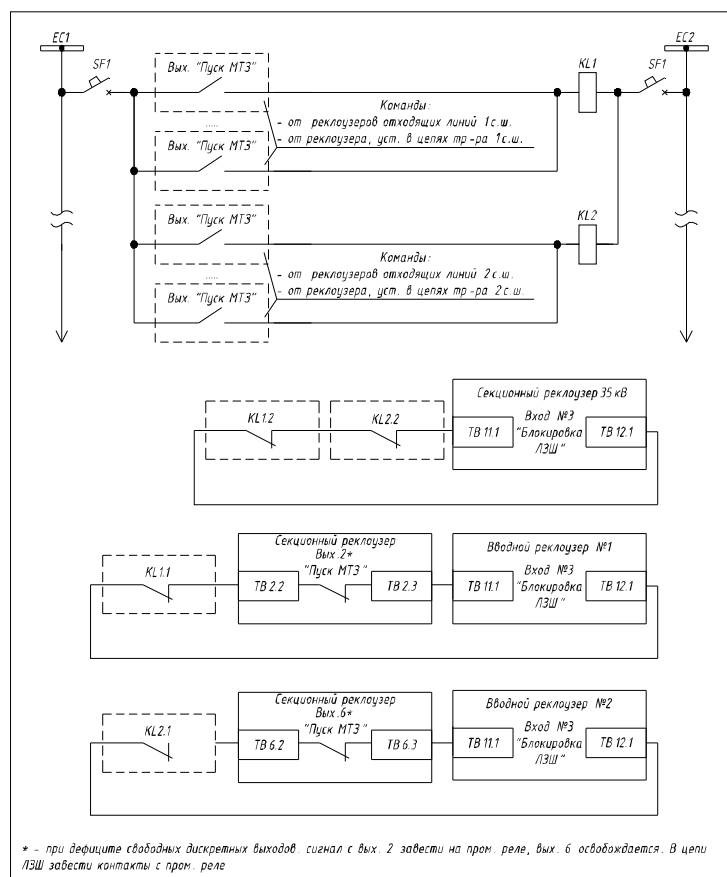 EC1
EC2
SF1
Вых. "Пуск МТЗ"
KL1
SF1
Команды:
- от реклоузеров отходящих линий 1с.ш.
- от реклоузера, уст. в цепях тр-ра 1с.ш.
.....
Вых. "Пуск МТЗ"
Вых. "Пуск МТЗ"
KL2
Команды:
- от реклоузеров отходящих линий 2с.ш.
- от реклоузера, уст. в цепях тр-ра 2с.ш.
.....
Вых. "Пуск МТЗ"
Секционный реклоузер 35 кВ
KL1.2
KL2.2
ТВ 11.1
Вход №3
"Блокировка
ЛЗШ"
ТВ 12.1
Секционный реклоузер
Вых.2*
"Пуск МТЗ"
Вводной реклоузер №1
KL1.1
ТВ 2.2
ТВ 2.3
ТВ 11.1
Вход №3
"Блокировка
ЛЗШ"
ТВ 12.1
Секционный реклоузер
Вых.6*
"Пуск МТЗ"
Вводной реклоузер №2
KL2.1
ТВ 6.2
ТВ 6.3
ТВ 11.1
Вход №3
"Блокировка
ЛЗШ"
ТВ 12.1
* - при дефиците свободных дискретных выходов. сигнал с вых. 2 завести на пром. реле, вых. 6 освобождается. В цепи
ЛЗШ завести контакты с пром. реле